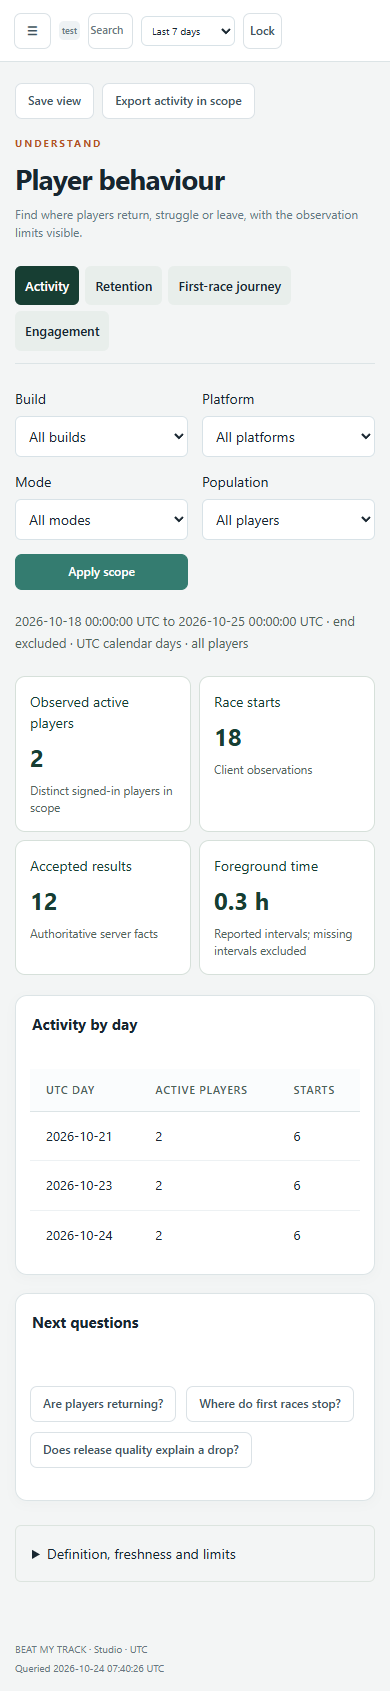 ☰ test Search Last 7 days Lock
Save view Export activity in scope
UNDERSTAND
Player behaviour
Find where players return, struggle or leave, with the observation
limits visible.
Activity Retention First-race journey
Engagement
Build Platform
All builds All platforms
Mode Population
All modes All players
Apply scope
2026-10-18 00:00:00 UTC to 2026-10-25 00:00:00 UTC · end
excluded · UTC calendar days · all players
Observed active
players
2
Distinct signed-in players in
scope
Race starts
18
Client observations
Accepted results
12
Authoritative server facts
Foreground time
0.3 h
Reported intervals; missing
intervals excluded
Activity by day
UTC DAY ACTIVE PLAYERS STARTS
2026-10-21 2 6
2026-10-23 2 6
2026-10-24 2 6
Next questions
Are players returning? Where do first races stop?
Does release quality explain a drop?
▶ Definition, freshness and limits
BEAT MY TRACK · Studio · UTC
Queried 2026-10-24 07:40:26 UTC